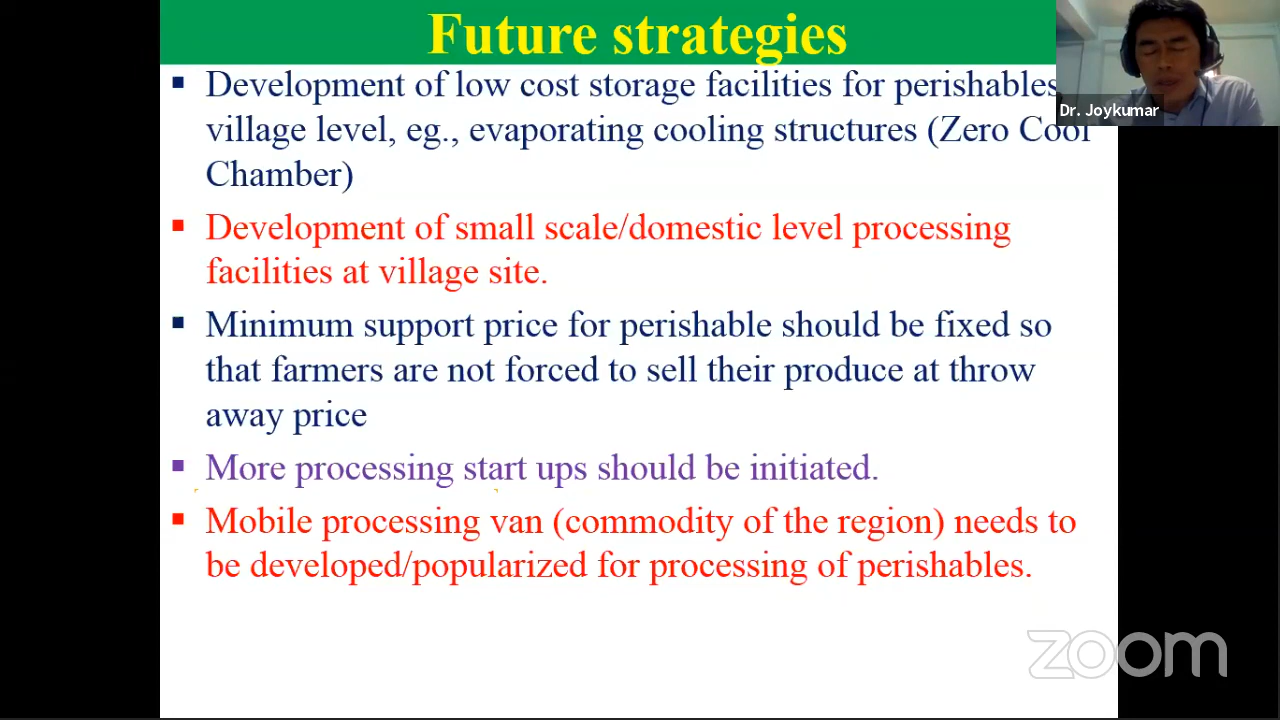 Future strategies
Dr. Joykumar
▪ Development of low cost storage facilities for perishables
village level, eg., evaporating cooling structures (Zero Cool
Chamber)
▪ Development of small scale/domestic level processing
facilities at village site.
▪ Minimum support price for perishable should be fixed so
that farmers are not forced to sell their produce at throw
away price
▪ More processing start ups should be initiated.
▪ Mobile processing van (commodity of the region) needs to
be developed/popularized for processing of perishables.
zoom